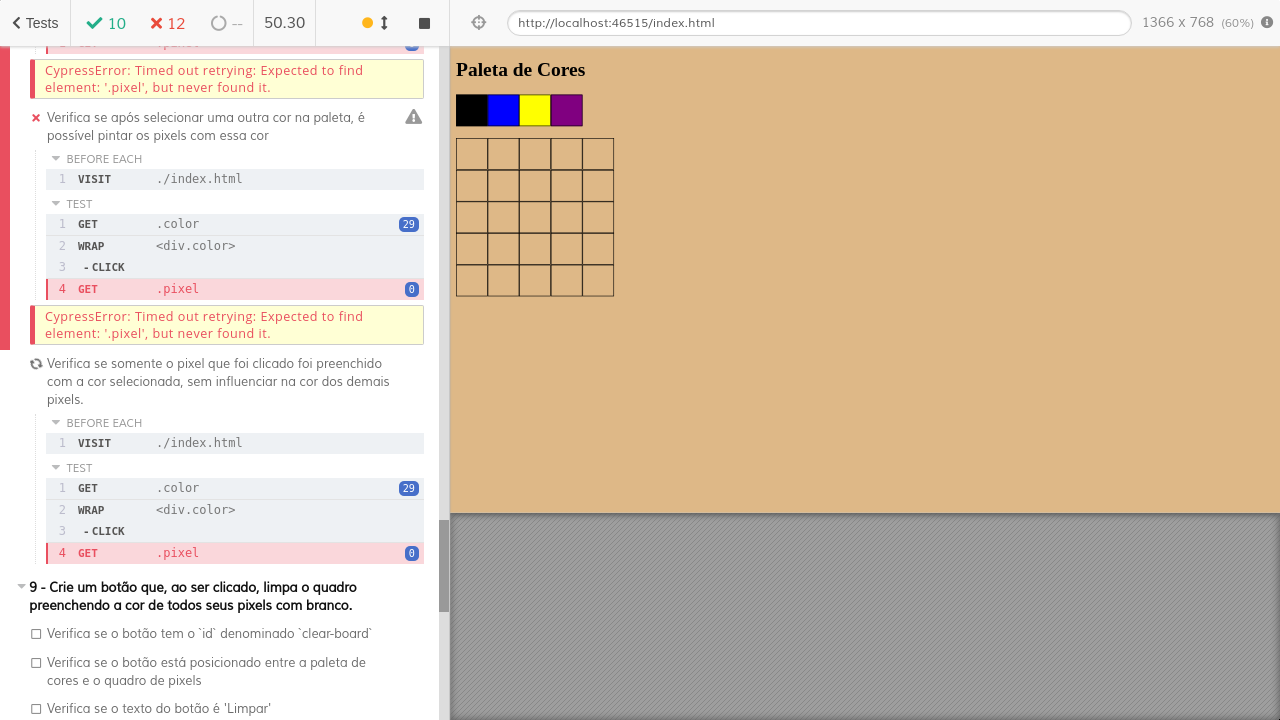 Tests 10 12 -- 50.30 http://localhost:46515/index.html 1366 x 768 (60%)
CypressError: Timed out retrying: Expected to find
element: '.pixel', but never found it.
Verifica se após selecionar uma outra cor na paleta, é
possível pintar os pixels com essa cor
BEFORE EACH
1 VISIT ./index.html
TEST
1 GET .color 29
2 WRAP <div.color>
3 -CLICK
4 GET .pixel 0
CypressError: Timed out retrying: Expected to find
element: '.pixel', but never found it.
Verifica se somente o pixel que foi clicado foi preenchido
com a cor selecionada, sem influenciar na cor dos demais
pixels.
BEFORE EACH
1 VISIT ./index.html
TEST
1 GET .color 29
2 WRAP <div.color>
3 -CLICK
4 GET .pixel 0
9 - Crie um botão que, ao ser clicado, limpa o quadro
preenchendo a cor de todos seus pixels com branco.
Verifica se o botão tem o `id` denominado `clear-board`
Verifica se o botão está posicionado entre a paleta de
cores e o quadro de pixels
Verifica se o texto do botão é 'Limpar'
Paleta de Cores